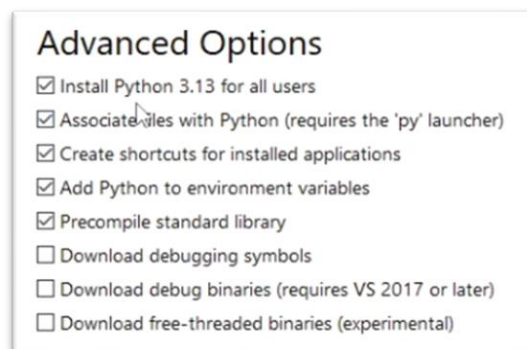 Advanced Options
Install Python 3.13 for all users
Associate files with Python (requires the 'py' launcher)
Create shortcuts for installed applications
Add Python to environment variables
Precompile standard library
Download debugging symbols
Download debug binaries (requires VS 2017 or later)
Download free-threaded binaries (experimental)